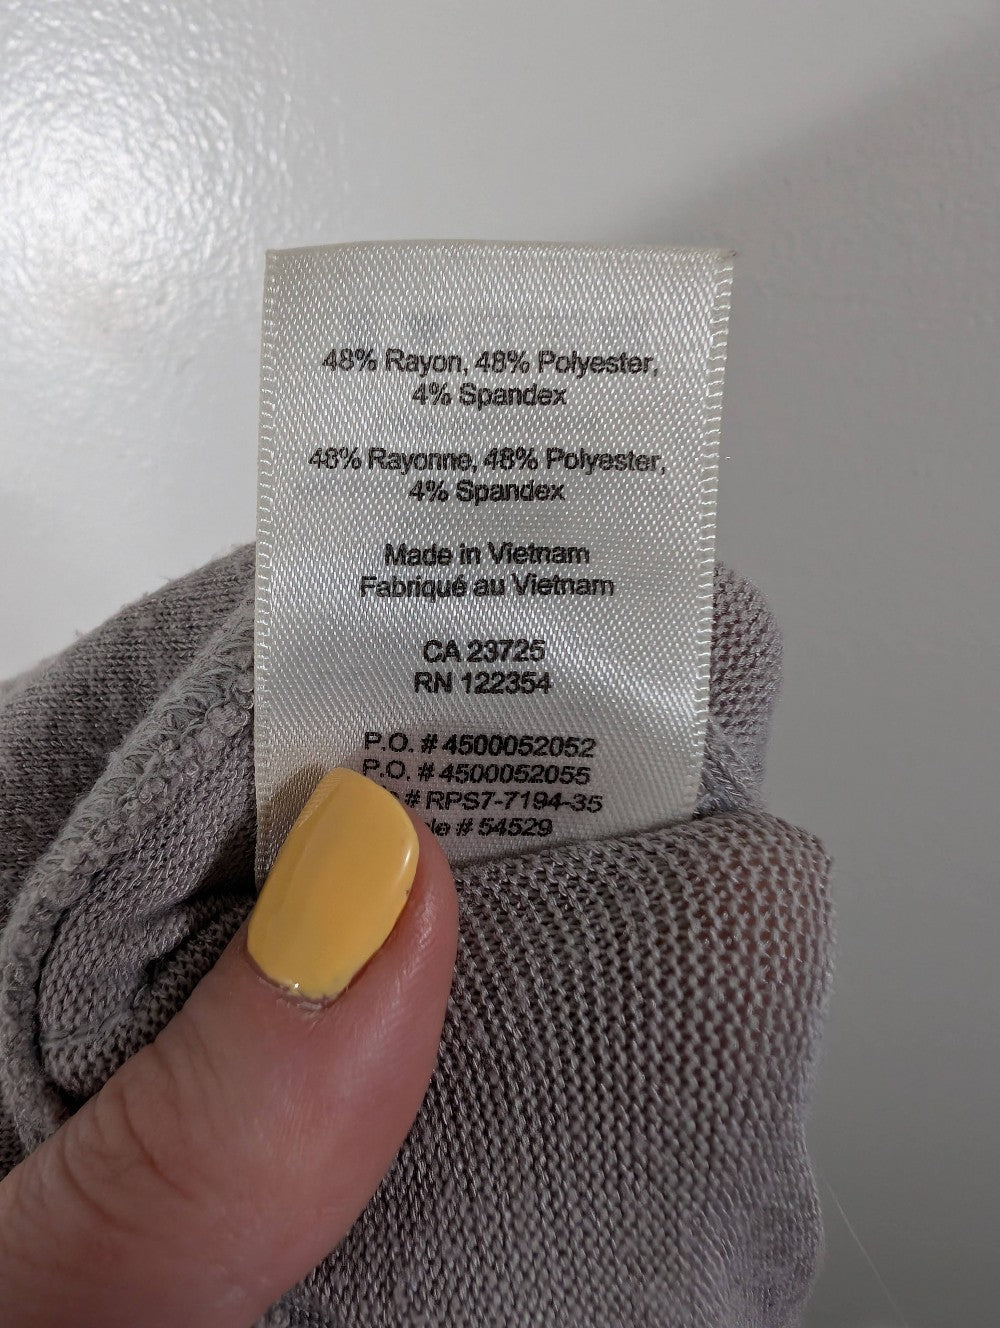 48% Rayon, 48% Polyester,
4% Spandex
48% Rayonne, 48% Polyester,
4% Spandex
Made in Vietnam
Fabriqué au Vietnam
CA 23725
RN 122354
P.O. # 4500052052
P.O. # 4500052055
# RPS7-7194-35
# 54529